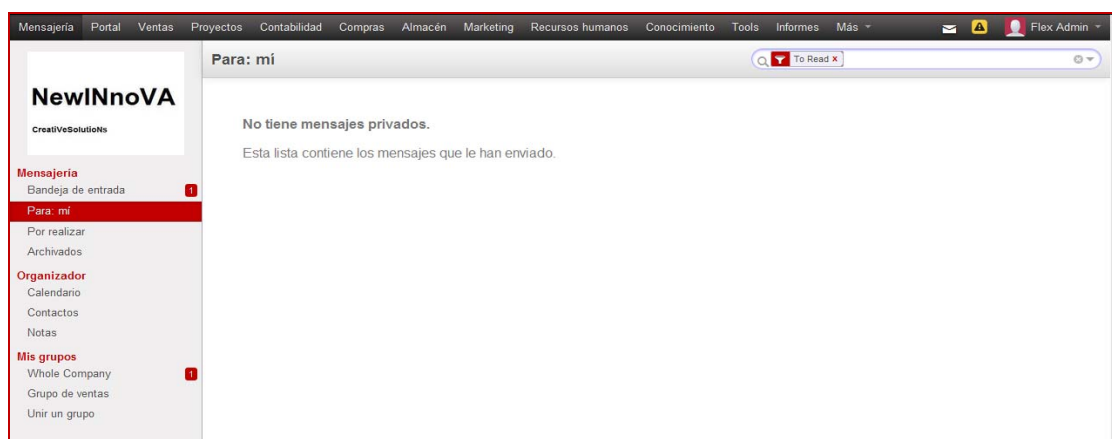 Mensajería Portal Ventas Proyectos Contabilidad Compras Almacén Marketing Recursos humanos Conocimiento Tools Informes Más Flex Admin
NewINnoVA
CreatiVeSolutioNs
Para: mí
To Read x
No tiene mensajes privados.
Esta lista contiene los mensajes que le han enviado.
Mensajería
Bandeja de entrada 1
Para: mí
Por realizar
Archivados
Organizador
Calendario
Contactos
Notas
Mis grupos
Whole Company 1
Grupo de ventas
Unir un grupo